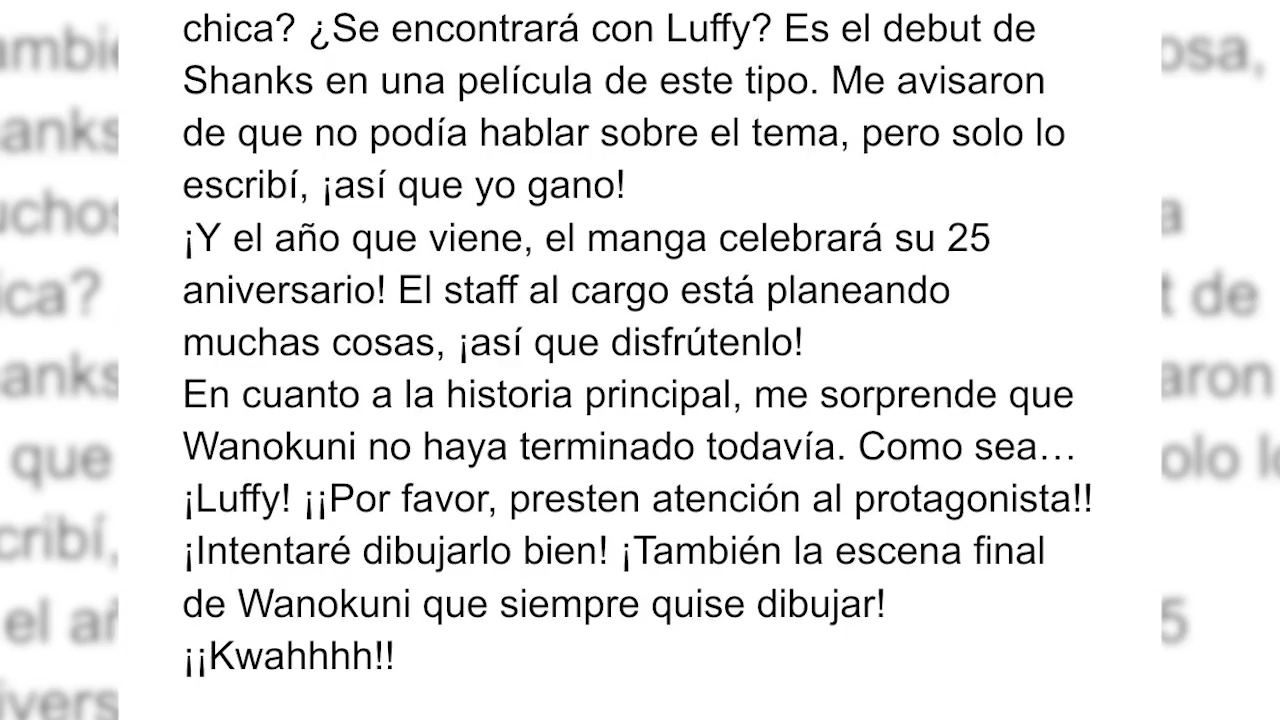 chica? ¿Se encontrará con Luffy? Es el debut de
Shanks en una película de este tipo. Me avisaron
de que no podía hablar sobre el tema, pero solo lo
escribí, ¡así que yo gano!
¡Y el año que viene, el manga celebrará su 25
aniversario! El staff al cargo está planeando
muchas cosas, ¡así que disfrútenlo!
En cuanto a la historia principal, me sorprende que
Wanokuni no haya terminado todavía. Como sea…
¡Luffy! ¡¡Por favor, presten atención al protagonista!!
¡Intentaré dibujarlo bien! ¡También la escena final
de Wanokuni que siempre quise dibujar!
¡¡Kwahhhh!!